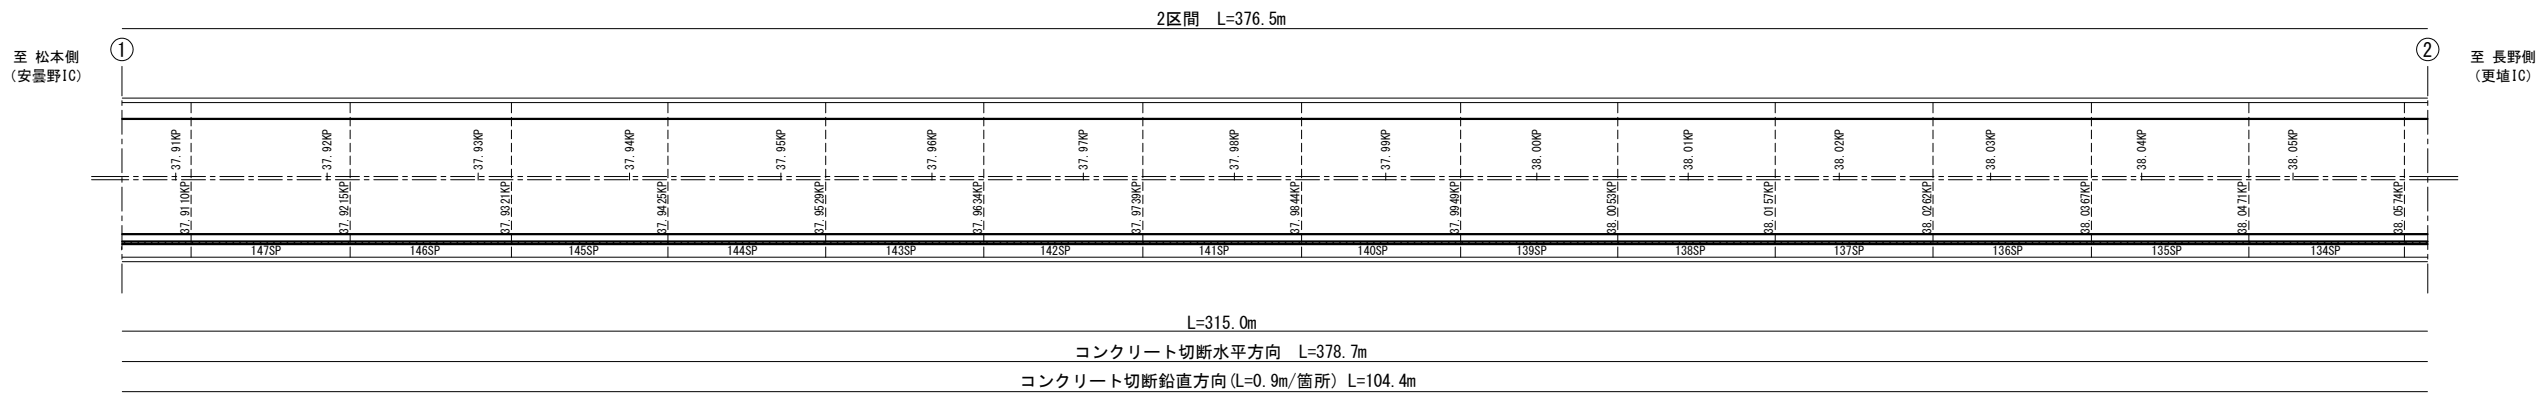 2区間 L=376.5m
至 松本側
(安曇野IC)
①
②
至 長野側
(更埴IC)
37.91KP
37.92KP
37.93KP
37.94KP
37.95KP
37.96KP
37.97KP
37.98KP
37.99KP
38.00KP
38.01KP
38.02KP
38.03KP
38.04KP
38.05KP
37.9110KP
37.9215KP
37.9321KP
37.9425KP
37.9529KP
37.9634KP
37.9739KP
37.9844KP
37.9949KP
38.0053KP
38.0157KP
38.0262KP
38.0367KP
38.0471KP
38.0574KP
147SP
146SP
145SP
144SP
143SP
142SP
141SP
140SP
139SP
138SP
137SP
136SP
135SP
134SP
L=315.0m
コンクリート切断水平方向 L=378.7m
コンクリート切断鉛直方向(L=0.9m/箇所) L=104.4m